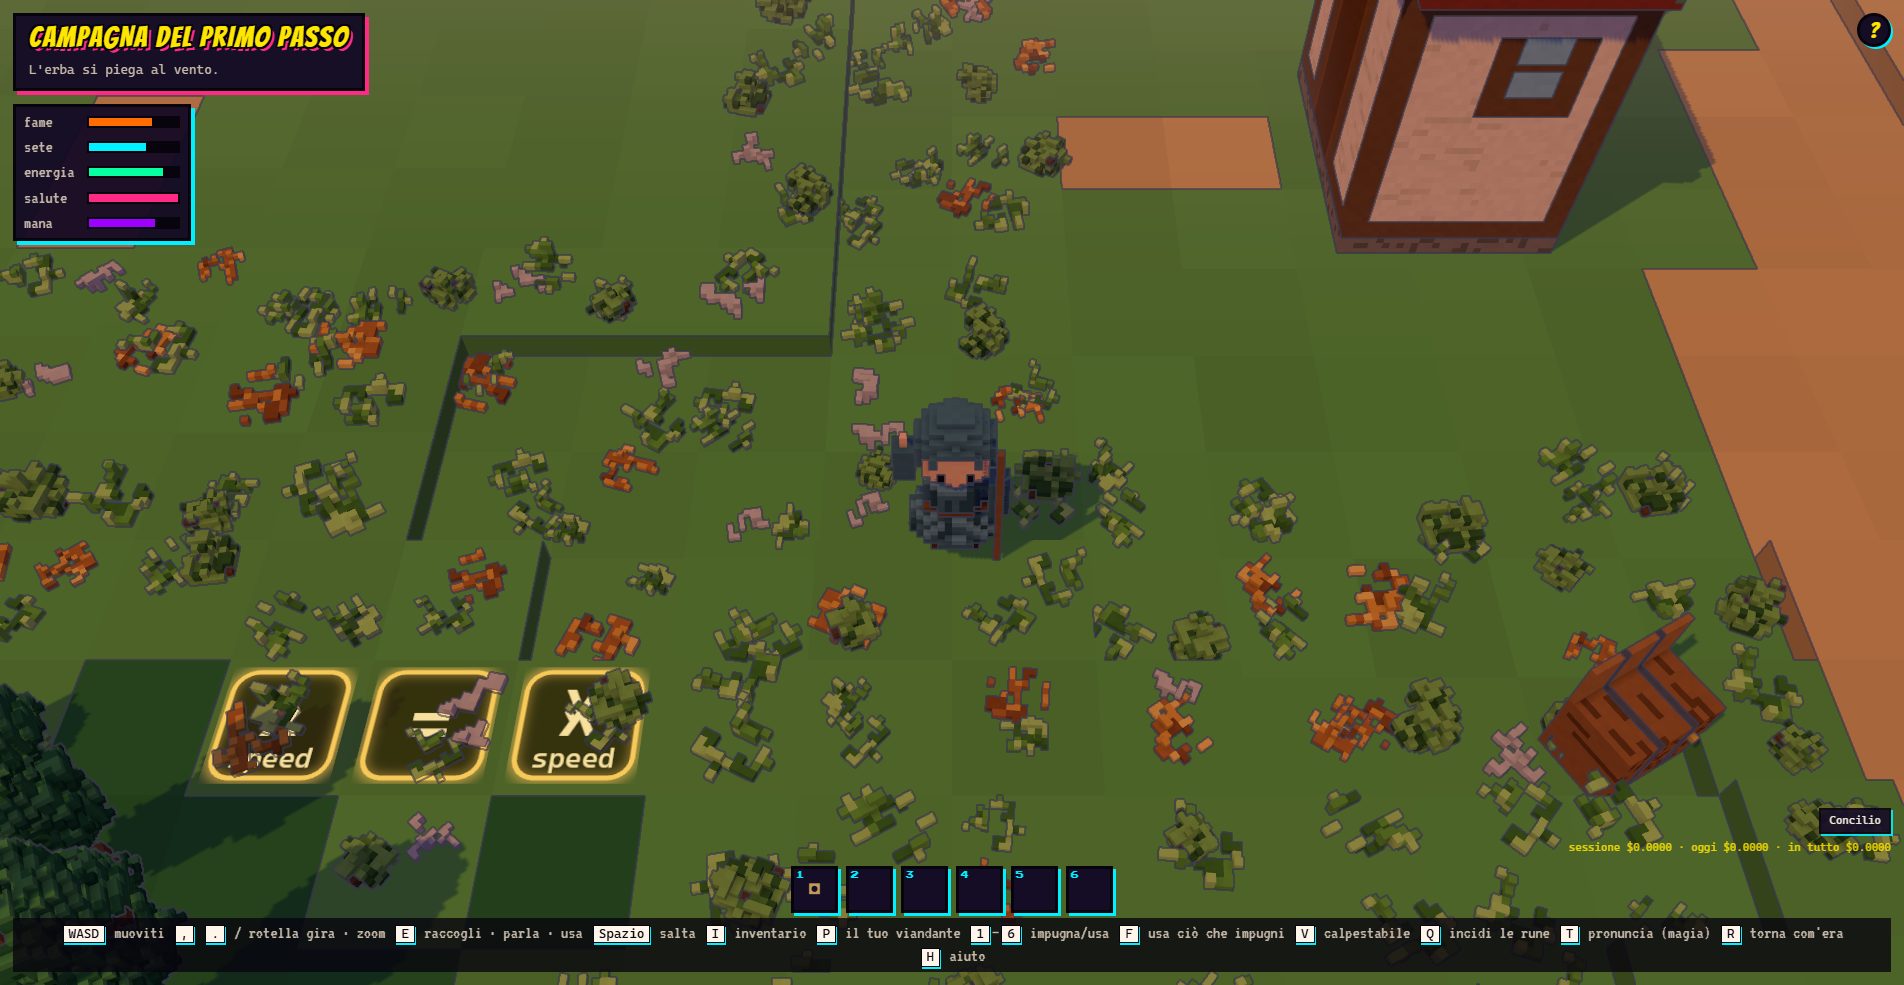 CAMPAGNA DEL PRIMO PASSO
L'erba si piega al vento.
?
fame
sete
energia
salute
mana
= X
speed
Concilio
sessione $0.0000 · oggi $0.0000 · in tutto $0.0000
1 2 3 4 5 6
WASD muoviti , . / rotella gira · zoom E raccogli · parla · usa Spazio salta I inventario P il tuo viandante 1-6 impugna/usa F usa ciò che impugni V calpestabile Q incidi le rune T pronuncia (magia) R torna com'era
H aiuto